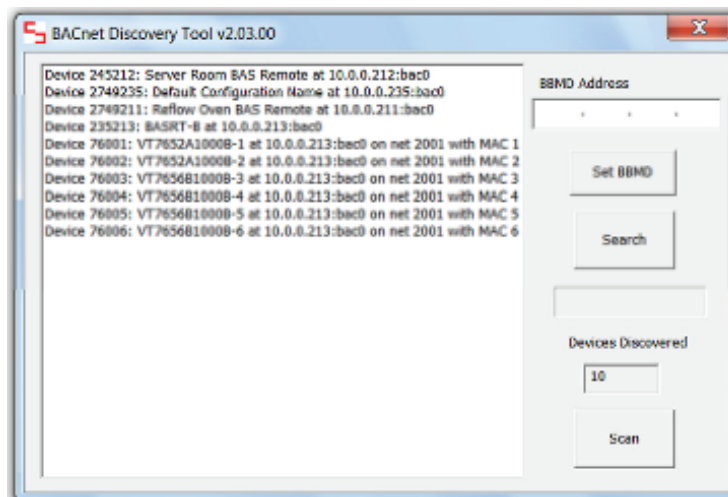 BACnet Discovery Tool v2.03.00
Device 245212: Server Room BAS Remote at 10.0.0.212:bac0
Device 2749235: Default Configuration Name at 10.0.0.235:bac0
Device 2749211: Reflow Oven BAS Remote at 10.0.0.211:bac0
Device 235213: BASRT-B at 10.0.0.213:bac0
Device 76001: VT7652A1000B-1 at 10.0.0.213:bac0 on net 2001 with MAC 1
Device 76002: VT7652A1000B-2 at 10.0.0.213:bac0 on net 2001 with MAC 2
Device 76003: VT7656B1000B-3 at 10.0.0.213:bac0 on net 2001 with MAC 3
Device 76004: VT7656B1000B-4 at 10.0.0.213:bac0 on net 2001 with MAC 4
Device 76005: VT7656B1000B-5 at 10.0.0.213:bac0 on net 2001 with MAC 5
Device 76006: VT7656B1000B-6 at 10.0.0.213:bac0 on net 2001 with MAC 6
BBMD Address
. . .
Set BBMD
Search
Devices Discovered
10
Scan